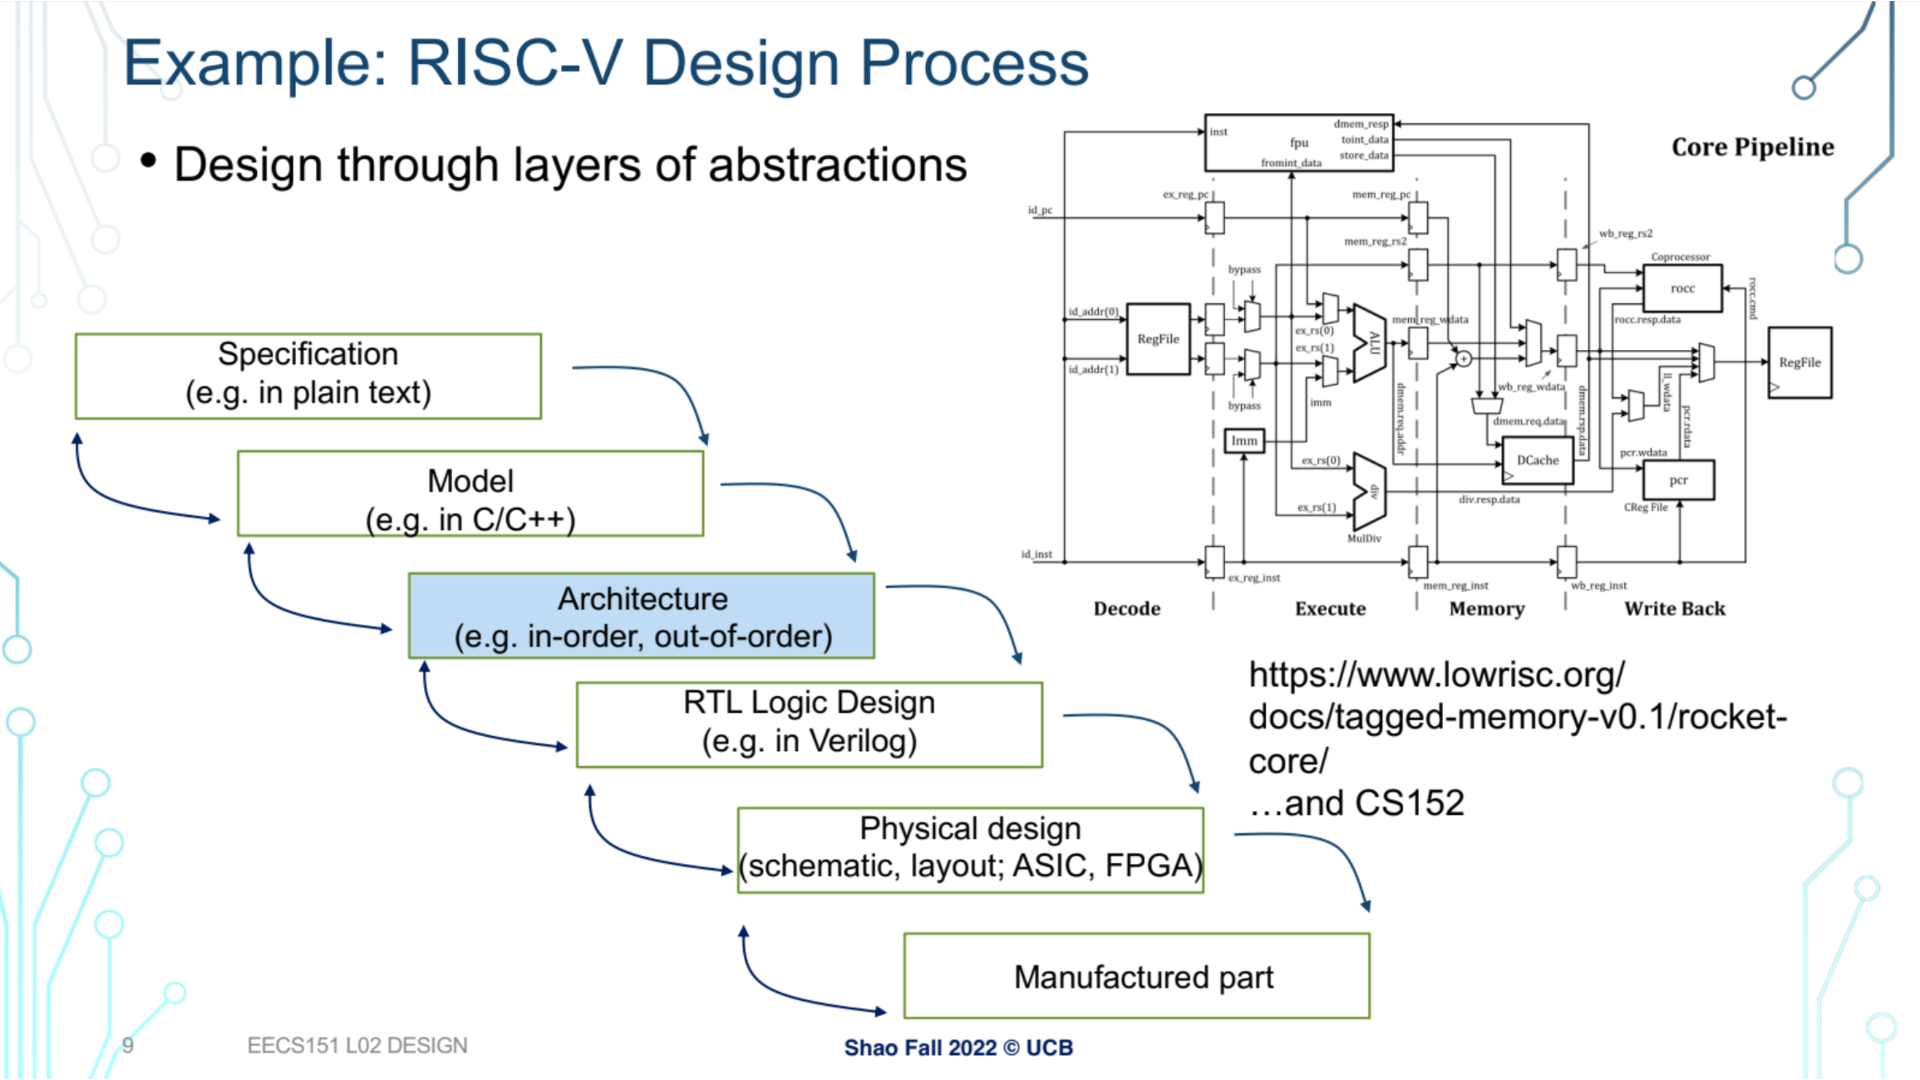 Example: RISC-V Design Process
• Design through layers of abstractions
Specification
(e.g. in plain text)
Model
(e.g. in C/C++)
Architecture
(e.g. in-order, out-of-order)
RTL Logic Design
(e.g. in Verilog)
Physical design
(schematic, layout; ASIC, FPGA)
Manufactured part
Core Pipeline
inst
fpu
dmem_resp
toint_data
store_data
fromint_data
ex_reg_pc
mem_reg_pc
id_pc
mem_reg_rs2
wb_reg_rs2
bypass
Coprocessor
rocc
rocc.cmd
id_addr(0)
RegFile
id_addr(1)
ex_rs(0)
ex_rs(1)
ALU
mem_reg_wdata
rocc.resp.data
RegFile
bypass
imm
wb_reg_wdata
ll_wdata
dmem.req.addr
dmem.req.data
dmem.rsp.data
pcr.rdata
Imm
ex_rs(0)
div
DCache
pcr.wdata
pcr
div.resp.data
CReg File
ex_rs(1)
MulDiv
id_inst
ex_reg_inst
mem_reg_inst
wb_reg_inst
Decode
Execute
Memory
Write Back
https://www.lowrisc.org/
docs/tagged-memory-v0.1/rocket-
core/
…and CS152
9
EECS151 L02 DESIGN
Shao Fall 2022 © UCB